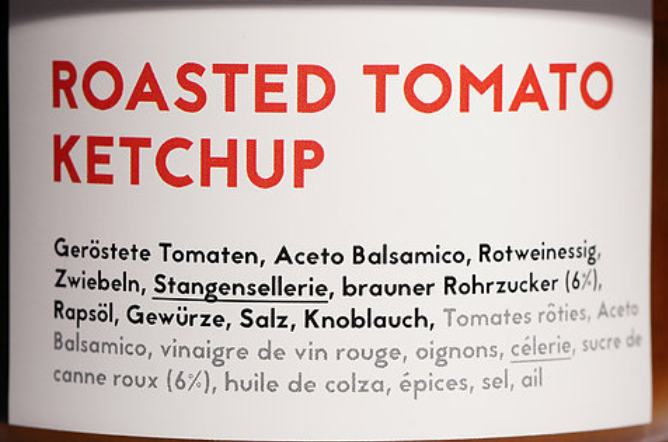 ROASTED TOMATO
KETCHUP
Geröstete Tomaten, Aceto Balsamico, Rotweinessig,
Zwiebeln, Stangensellerie, brauner Rohrzucker (6%),
Rapsöl, Gewürze, Salz, Knoblauch, Tomates rôties, Aceto
Balsamico, vinaigre de vin rouge, oignons, célerie, sucre de
canne roux (6%), huile de colza, épices, sel, ail